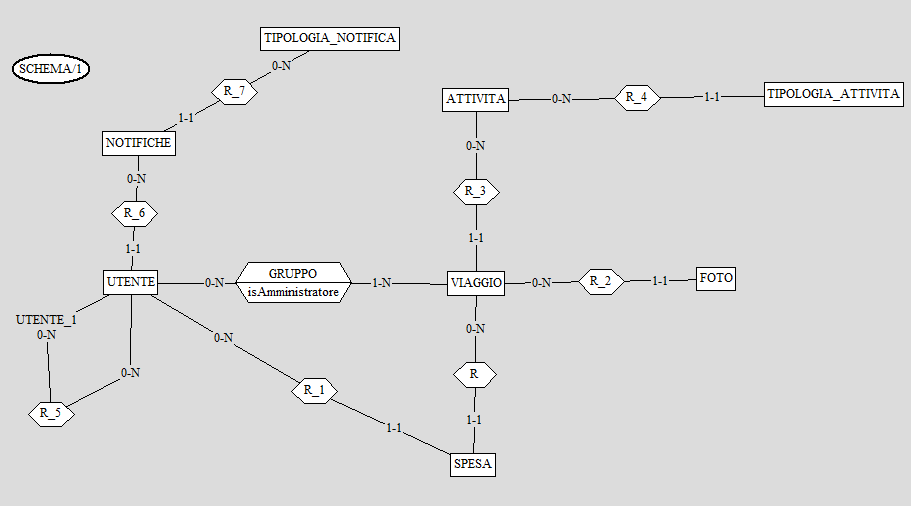 TIPOLOGIA_NOTIFICA
SCHEMA/1
0-N
R_7
ATTIVITA
0-N
R_4
1-1
TIPOLOGIA_ATTIVITA
1-1
NOTIFICHE
0-N
0-N
R_6
R_3
1-1
1-1
UTENTE
0-N
GRUPPO
isAmministratore
1-N
VIAGGIO
0-N
R_2
1-1
FOTO
UTENTE_1
0-N
0-N
0-N
0-N
R
R_1
R_5
1-1
1-1
SPESA